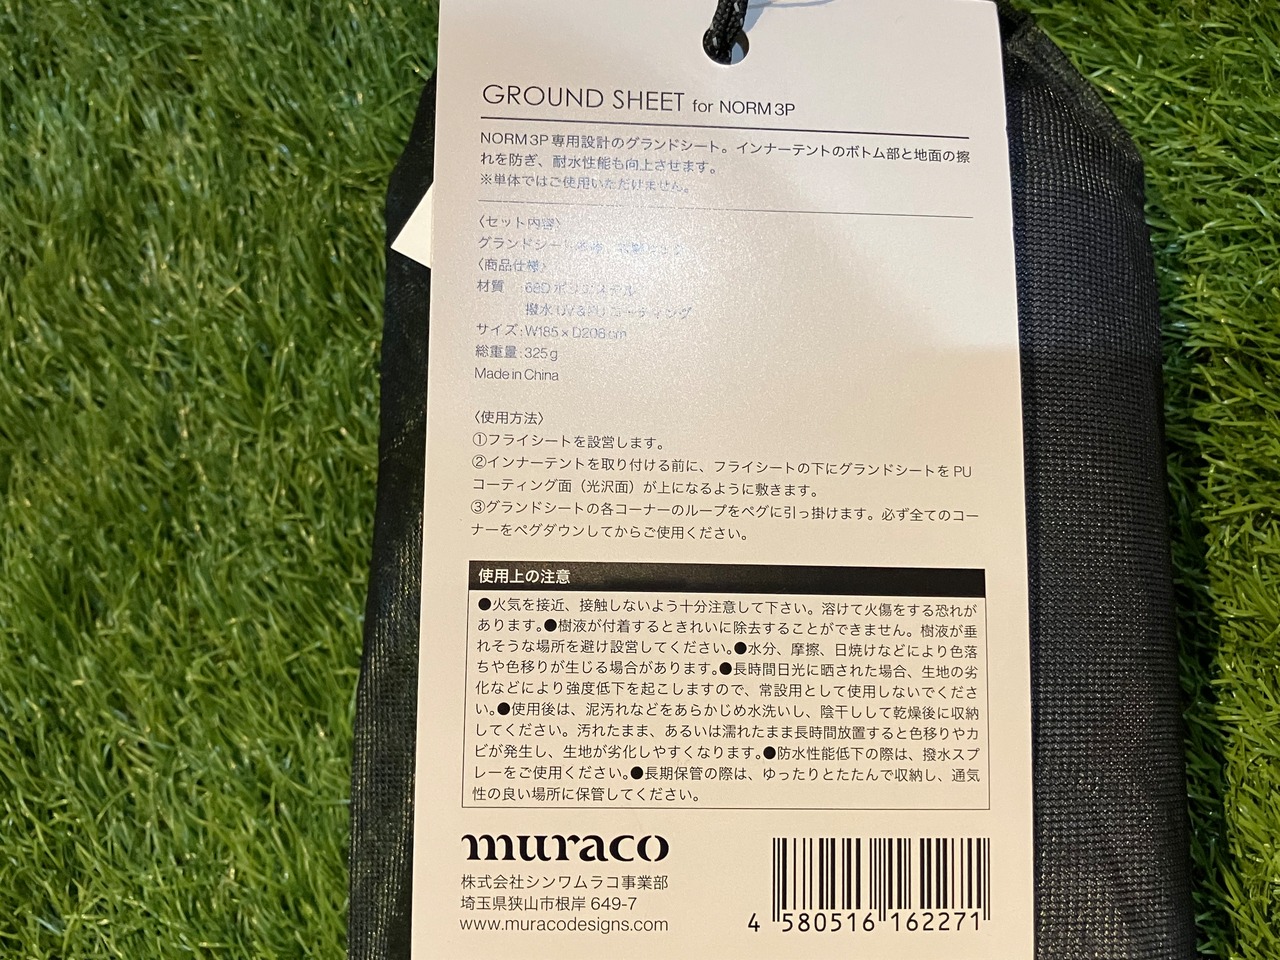 GROUND SHEET for NORM 3P
NORM 3P 専用設計のグランドシート。インナーテントのボトム部と地面の擦
れを防ぎ、耐水性能も向上させます。
※単体ではご使用いただけません。
〈セット内容〉
グランドシート本体、
〈商品仕様〉
材質 68D ポリエステル
撥水 UV & PU コーティング
サイズ:W185 × D206 cm
総重量:325 g
Made in China
〈使用方法〉
①フライシートを設営します。
②インナーテントを取り付ける前に、フライシートの下にグランドシートを PU
コーティング面（光沢面）が上になるように敷きます。
③グランドシートの各コーナーのループをペグに引っ掛けます。必ず全てのコー
ナーをペグダウンしてからご使用ください。
使用上の注意
●火気を接近、接触しないよう十分注意して下さい。溶けて火傷をする恐れが
あります。●樹液が付着するときれいに除去することができません。樹液が垂
れそうな場所を避け設営してください。●水分、摩擦、日焼けなどにより色落
ちや色移りが生じる場合があります。●長時間日光に晒された場合、生地の劣
化などにより強度低下を起こしますので、常設用として使用しないでくださ
い。●使用後は、泥汚れなどをあらかじめ水洗いし、陰干しして乾燥後に収納
してください。汚れたまま、あるいは濡れたまま長時間放置すると色移りやカ
ビが発生し、生地が劣化しやすくなります。●防水性能低下の際は、撥水スプ
レーをご使用ください。●長期保管の際は、ゆったりとたたんで収納し、通気
性の良い場所に保管してください。
muraco
株式会社シンワムラコ事業部
埼玉県狭山市根岸 649-7
www.muracodesigns.com
4 580516 162271